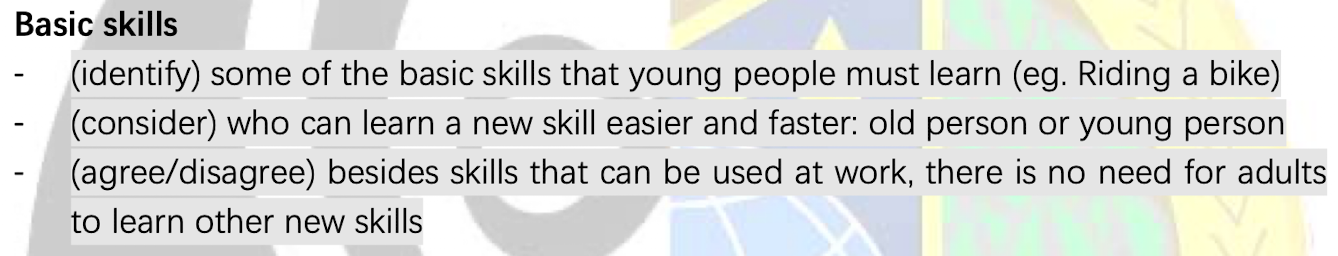 Basic skills
- (identify) some of the basic skills that young people must learn (eg. Riding a bike)
- (consider) who can learn a new skill easier and faster: old person or young person
- (agree/disagree) besides skills that can be used at work, there is no need for adults
to learn other new skills